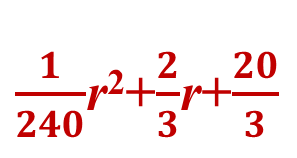 1/240 r² + 2/3 r + 20/3